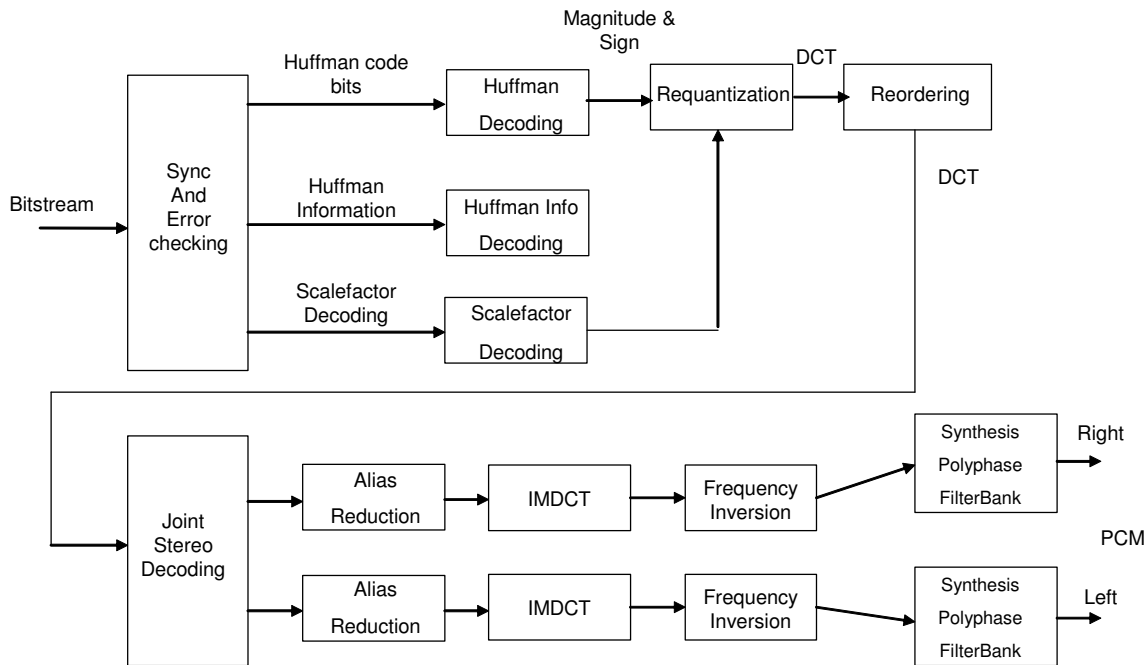 Magnitude &
Sign
Huffman code
bits
DCT
Huffman
Decoding
Requantization
Reordering
Sync
And
Error
checking
Bitstream
Huffman
Information
Huffman Info
Decoding
DCT
Scalefactor
Decoding
Scalefactor
Decoding
Joint
Stereo
Decoding
Alias
Reduction
IMDCT
Frequency
Inversion
Synthesis
Polyphase
FilterBank
Right
PCM
Alias
Reduction
IMDCT
Frequency
Inversion
Synthesis
Polyphase
FilterBank
Left